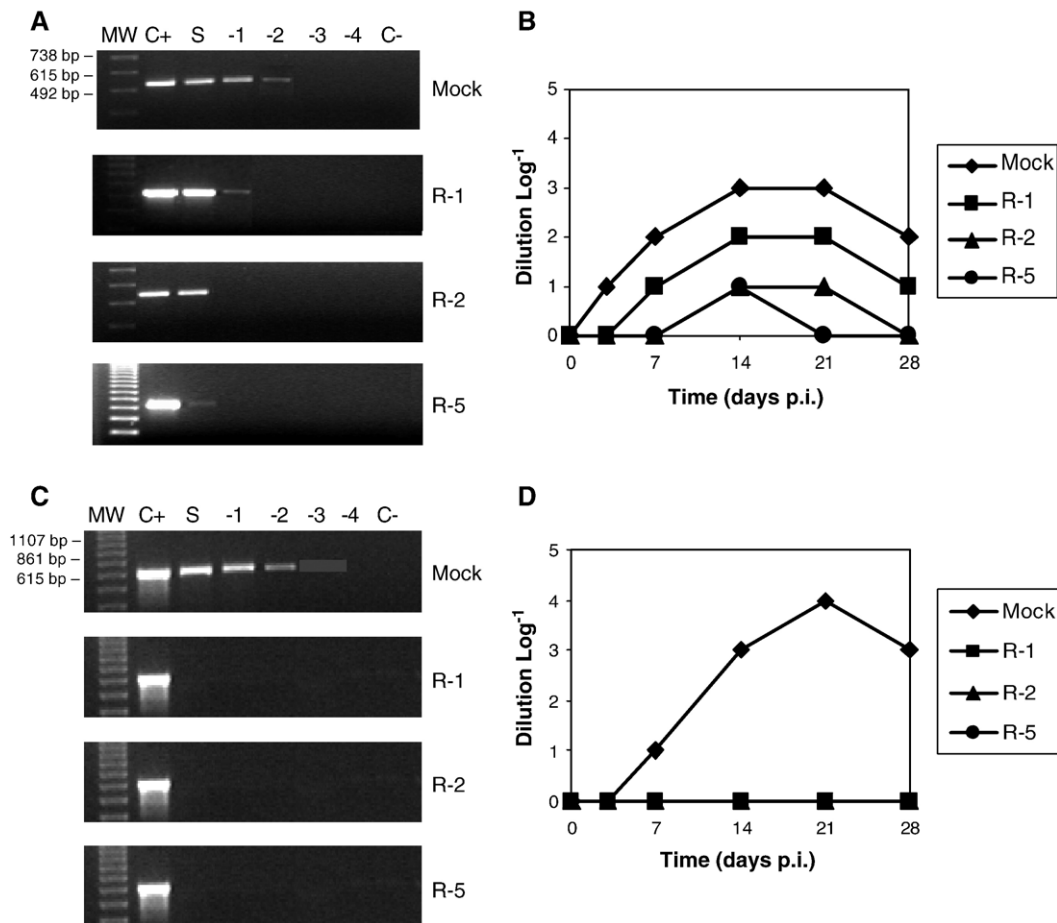 A
MW C+ S -1 -2 -3 -4 C-
738 bp –
615 bp –
492 bp –
Mock
R-1
R-2
R-5
B
Dilution Log-1
5
4
3
2
1
0
0 7 14 21 28
Time (days p.i.)
Mock
R-1
R-2
R-5
C
MW C+ S -1 -2 -3 -4 C-
1107 bp –
861 bp –
615 bp –
Mock
R-1
R-2
R-5
D
Dilution Log-1
5
4
3
2
1
0
0 7 14 21 28
Time (days p.i.)
Mock
R-1
R-2
R-5